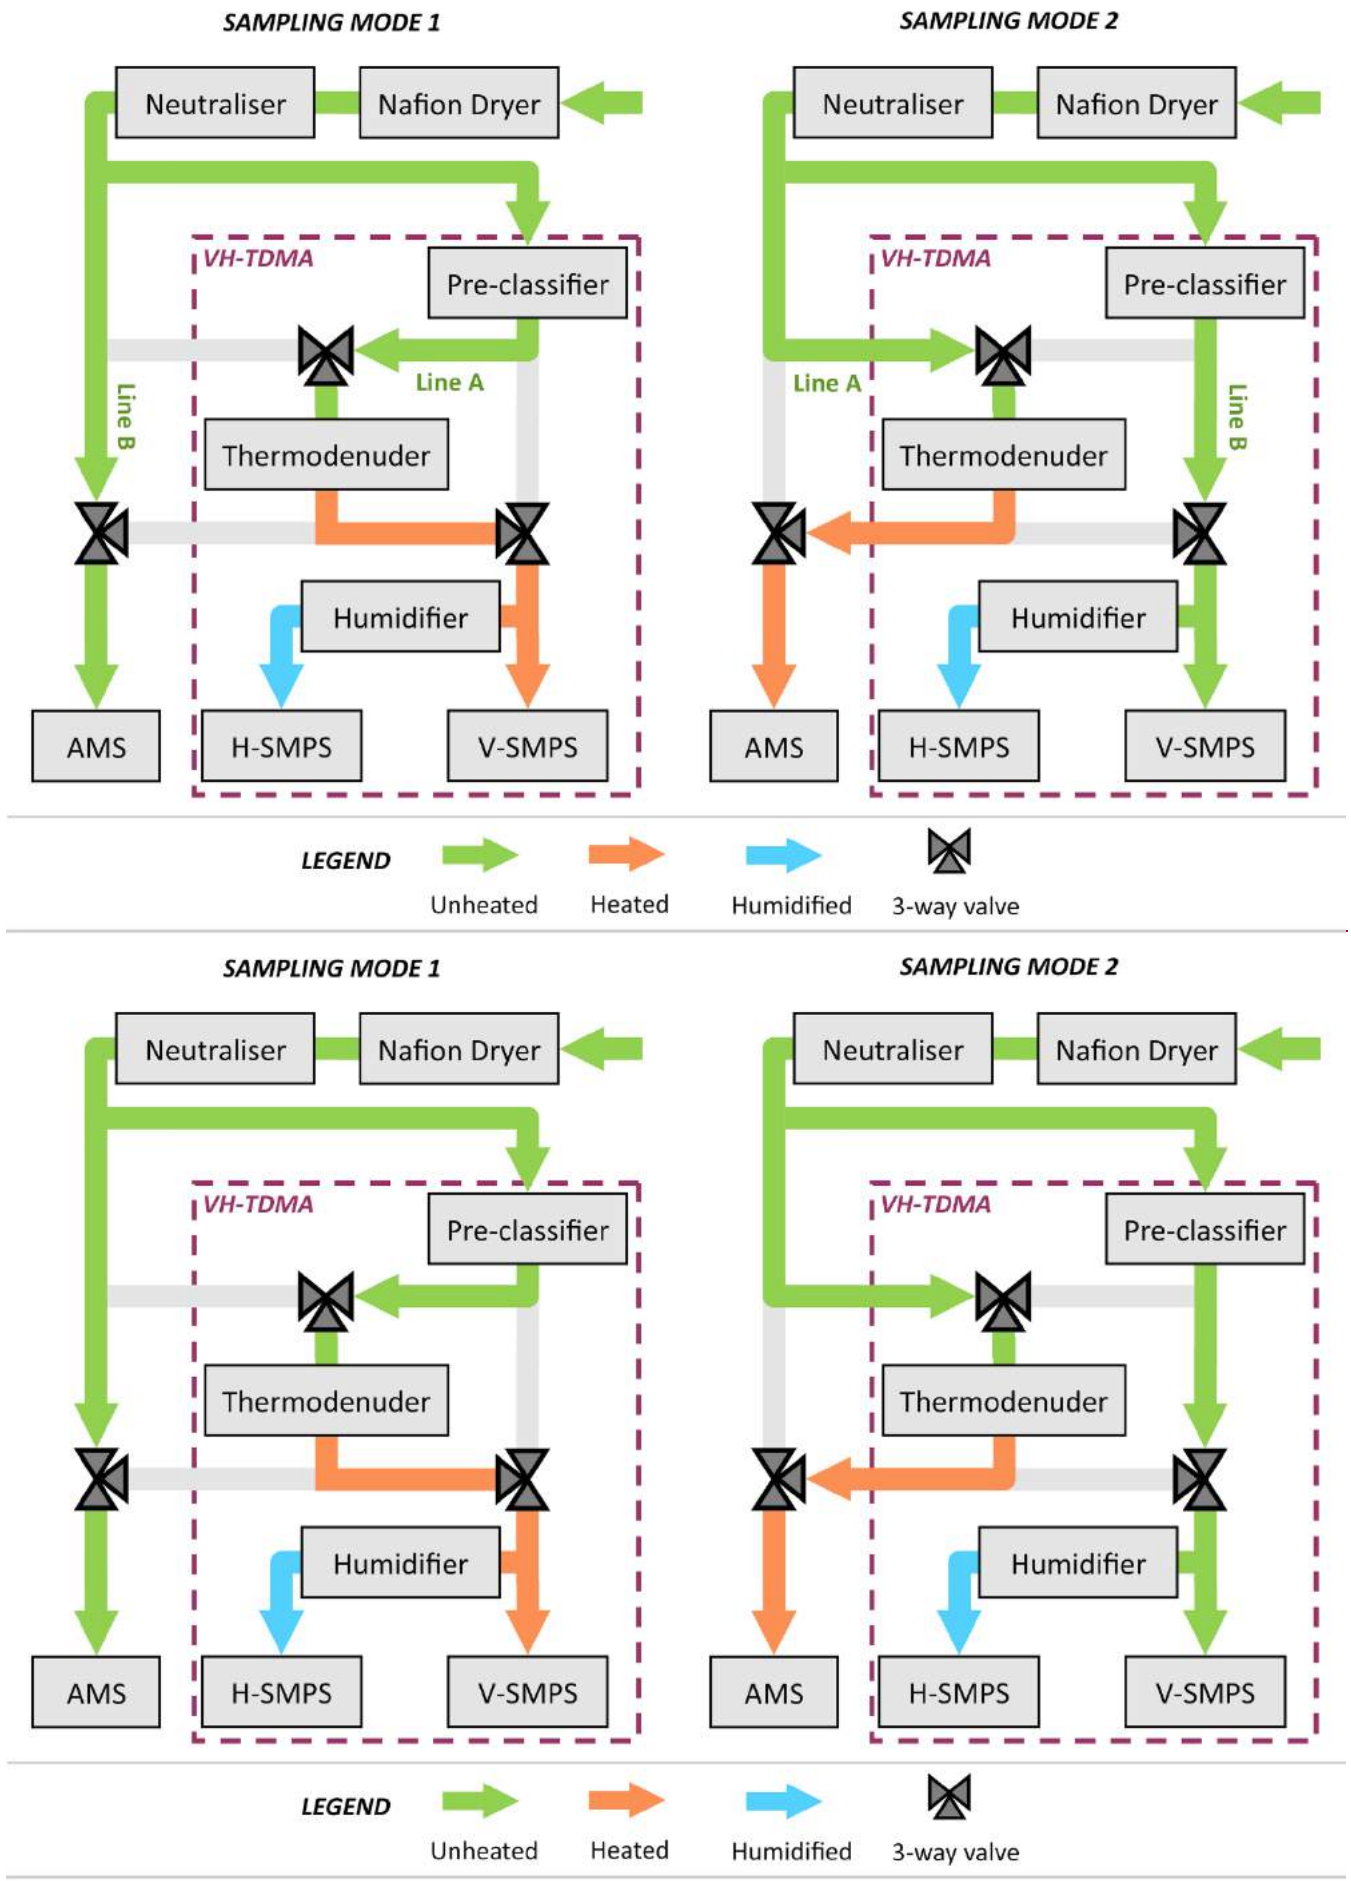 SAMPLING MODE 1
SAMPLING MODE 2
Neutraliser
Nafion Dryer
Neutraliser
Nafion Dryer
VH-TDMA
Pre-classifier
VH-TDMA
Pre-classifier
Line A
Line B
Line A
Line B
Thermodenuder
Thermodenuder
Humidifier
Humidifier
AMS
H-SMPS
V-SMPS
AMS
H-SMPS
V-SMPS
LEGEND
Unheated
Heated
Humidified
3-way valve
SAMPLING MODE 1
SAMPLING MODE 2
Neutraliser
Nafion Dryer
Neutraliser
Nafion Dryer
VH-TDMA
Pre-classifier
VH-TDMA
Pre-classifier
Thermodenuder
Thermodenuder
Humidifier
Humidifier
AMS
H-SMPS
V-SMPS
AMS
H-SMPS
V-SMPS
LEGEND
Unheated
Heated
Humidified
3-way valve